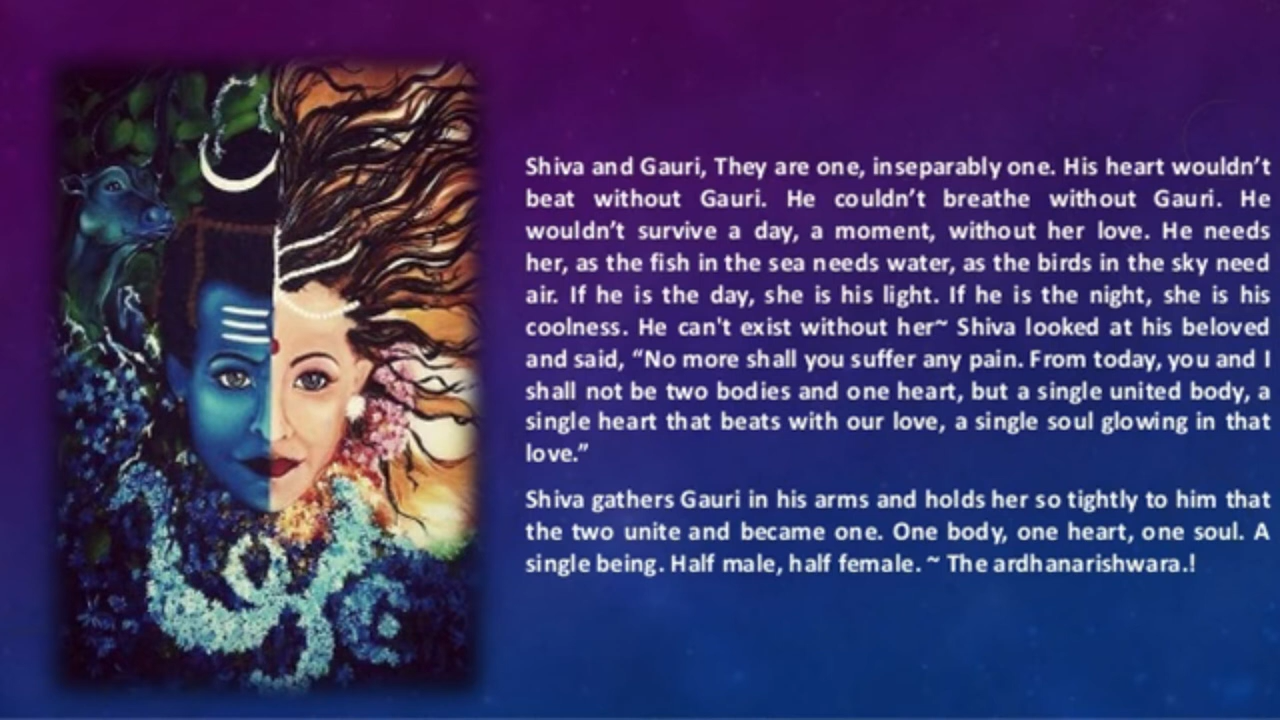 Shiva and Gauri, They are one, inseparably one. His heart wouldn’t
beat without Gauri. He couldn’t breathe without Gauri. He
wouldn’t survive a day, a moment, without her love. He needs
her, as the fish in the sea needs water, as the birds in the sky need
air. If he is the day, she is his light. If he is the night, she is his
coolness. He can't exist without her~ Shiva looked at his beloved
and said, “No more shall you suffer any pain. From today, you and I
shall not be two bodies and one heart, but a single united body, a
single heart that beats with our love, a single soul glowing in that
love.”
Shiva gathers Gauri in his arms and holds her so tightly to him that
the two unite and became one. One body, one heart, one soul. A
single being. Half male, half female. ~ The ardhanarishwara.!